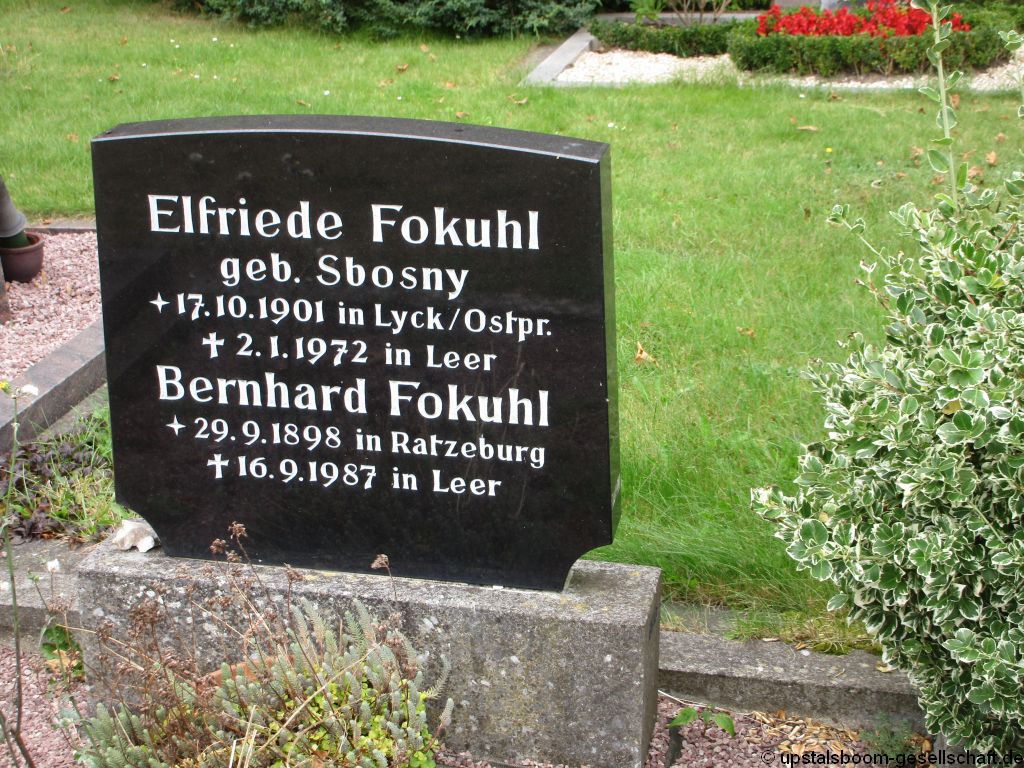 Elfriede Fokuhl
geb. Sbosny
✦ 17.10.1901 in Lyck/Ostpr.
✝ 2.1.1972 in Leer
Bernhard Fokuhl
✦ 29.9.1898 in Ratzeburg
✝ 16.9.1987 in Leer
© upstalsboom-gesellschaft.de